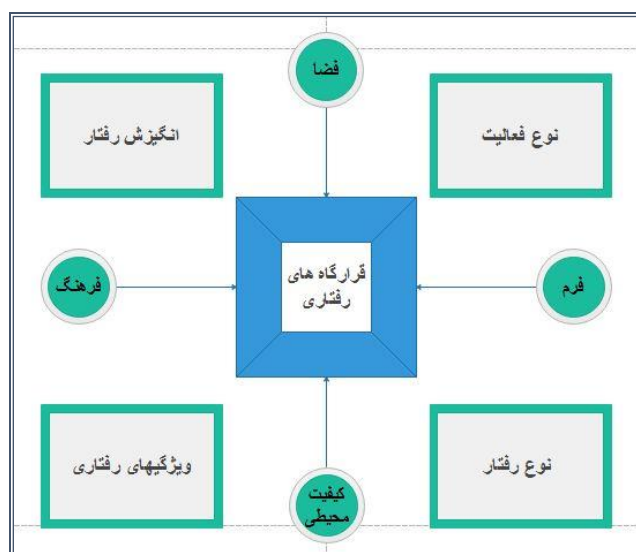 فضا
نوع فعالیت
انگیزش رفتار
قرارگاه های
رفتاری
فرم
فرهنگ
نوع رفتار
ویژگیهای رفتاری
کیفیت
محیطی